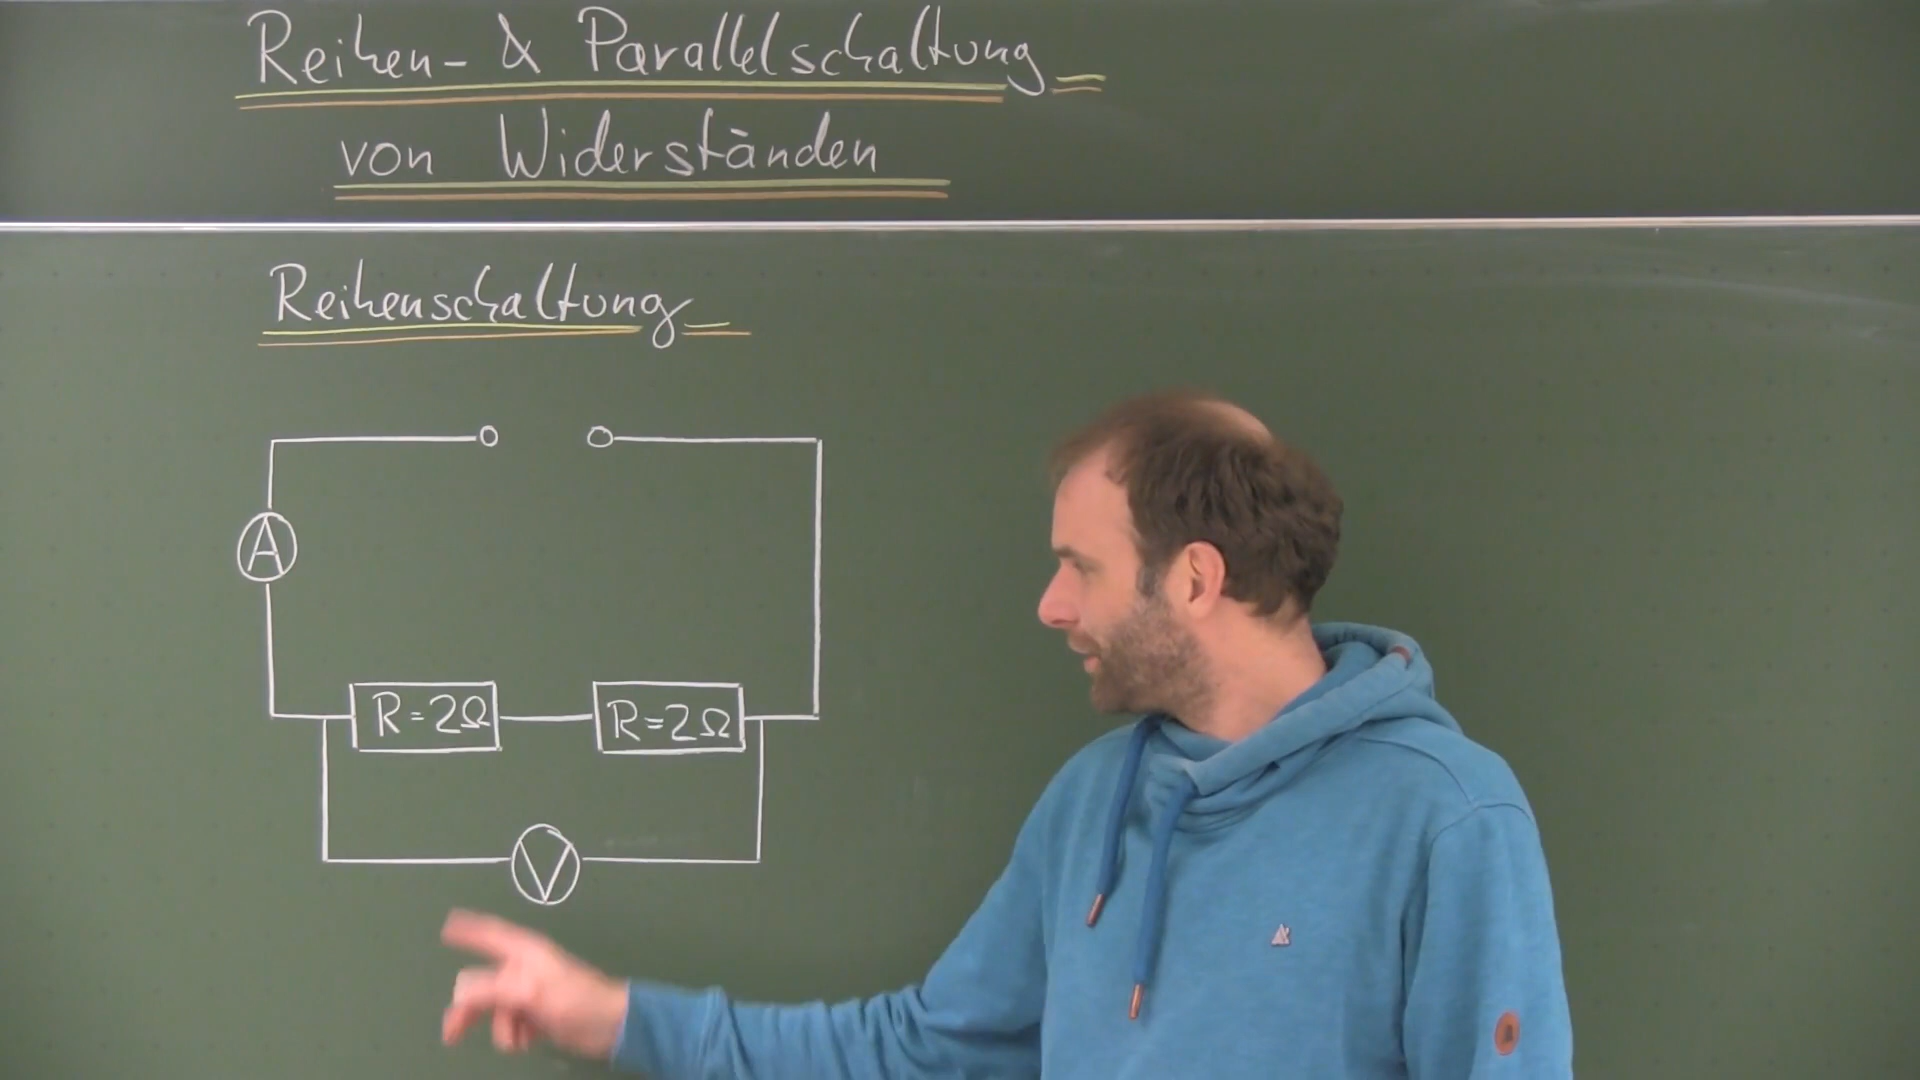 Reihen- & Parallelschaltung
von Widerständen
Reihenschaltung
A
R=2Ω R=2Ω
V